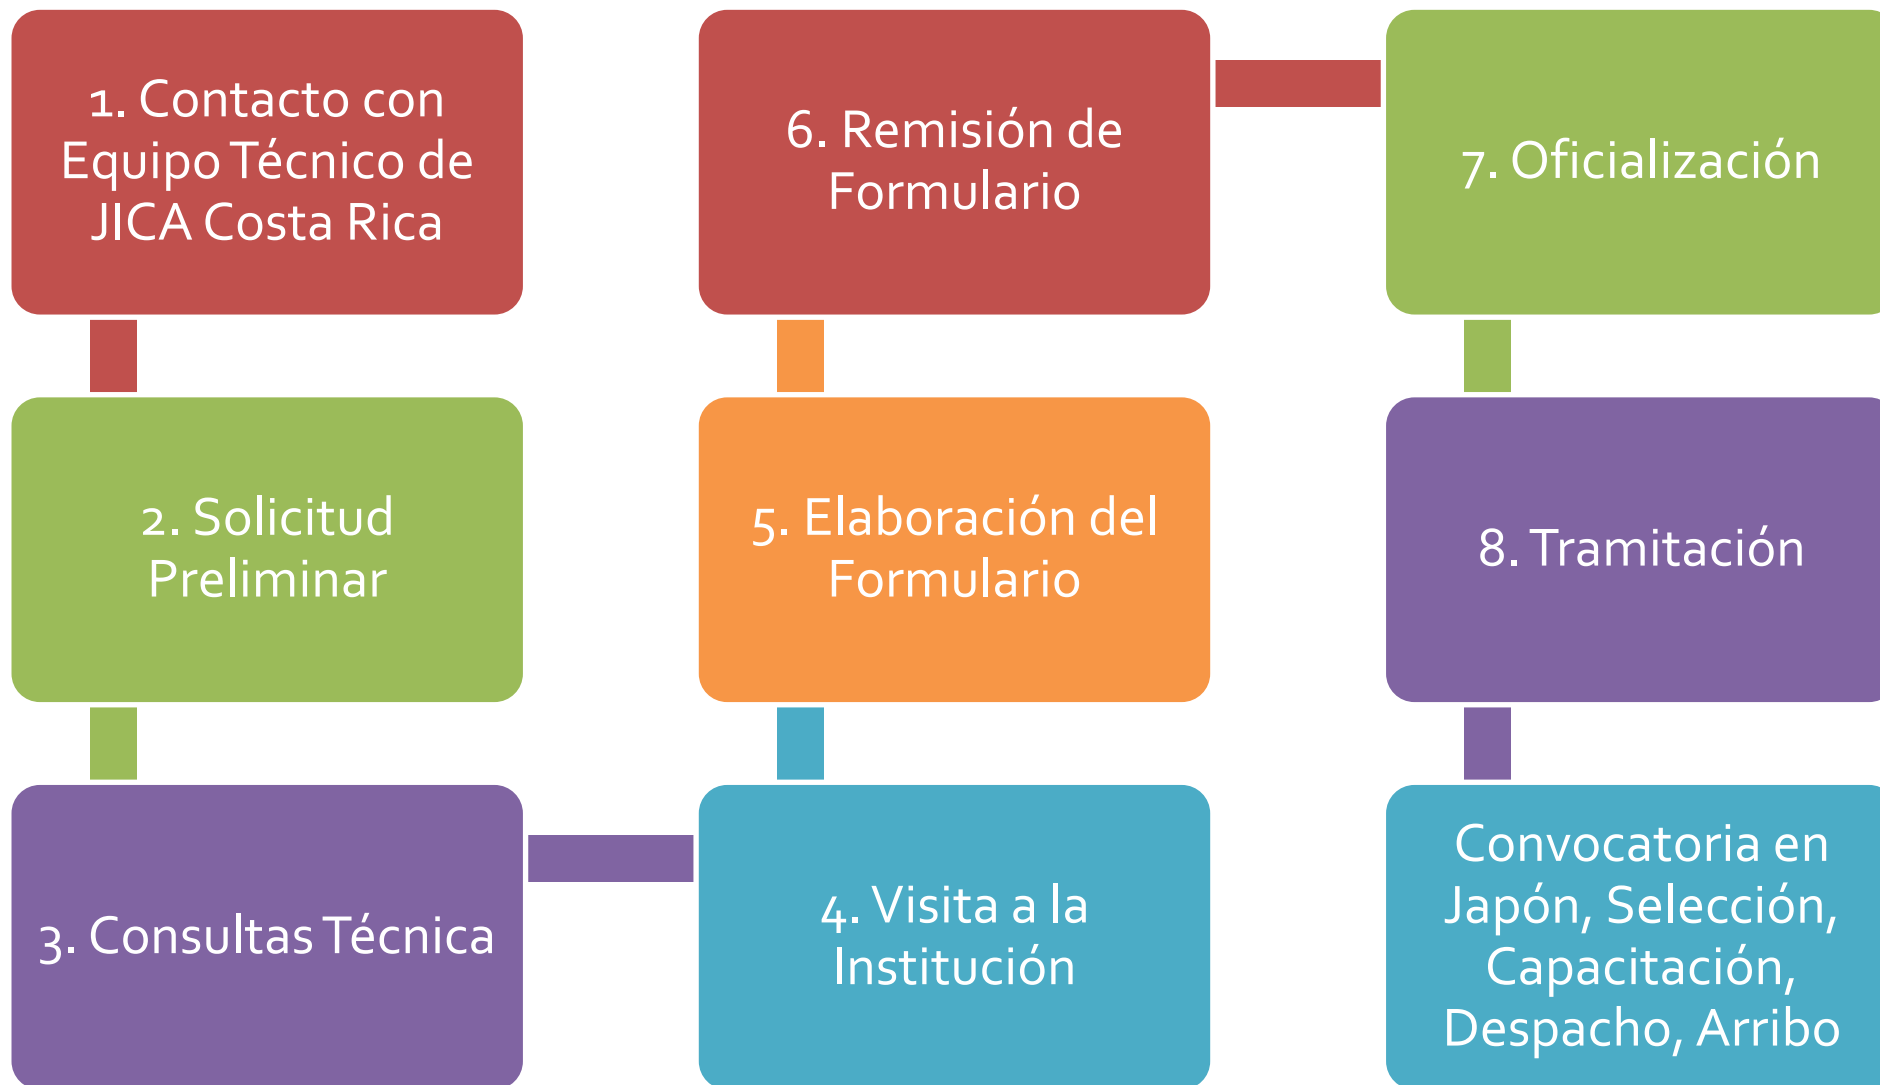 1. Contacto con
Equipo Técnico de
JICA Costa Rica
2. Solicitud
Preliminar
3. Consultas Técnica
4. Visita a la
Institución
5. Elaboración del
Formulario
6. Remisión de
Formulario
7. Oficialización
8. Tramitación
Convocatoria en
Japón, Selección,
Capacitación,
Despacho, Arribo